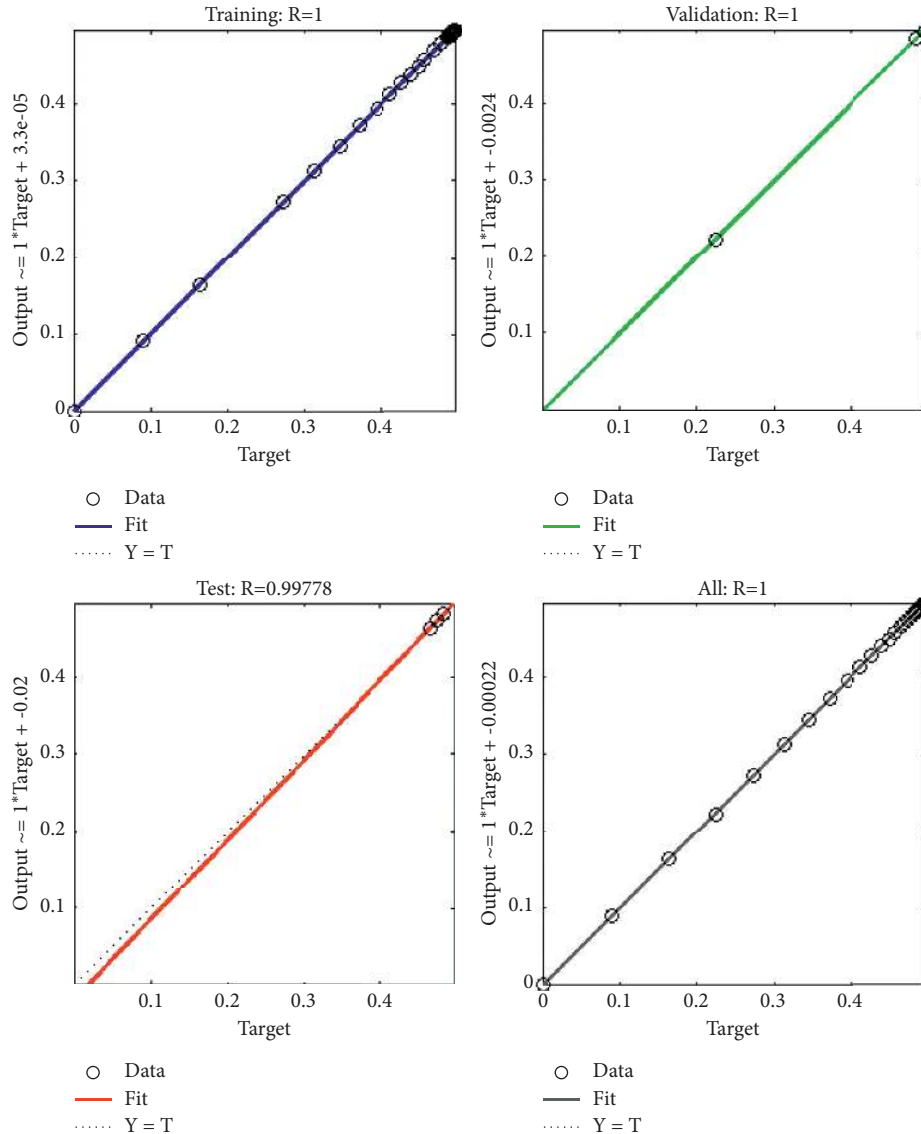 Training: R=1
Output ~= 1*Target + 3.3e-05
0.4
0.3
0.2
0.1
0
0 0.1 0.2 0.3 0.4
Target
Data
Fit
Y = T
Validation: R=1
Output ~= 1*Target + -0.0024
0.4
0.3
0.2
0.1
0.1 0.2 0.3 0.4
Target
Data
Fit
Y = T
Test: R=0.99778
Output ~= 1*Target + -0.02
0.4
0.3
0.2
0.1
0.1 0.2 0.3 0.4
Target
Data
Fit
Y = T
All: R=1
Output ~= 1*Target + -0.00022
0.4
0.3
0.2
0.1
0
0 0.1 0.2 0.3 0.4
Target
Data
Fit
Y = T